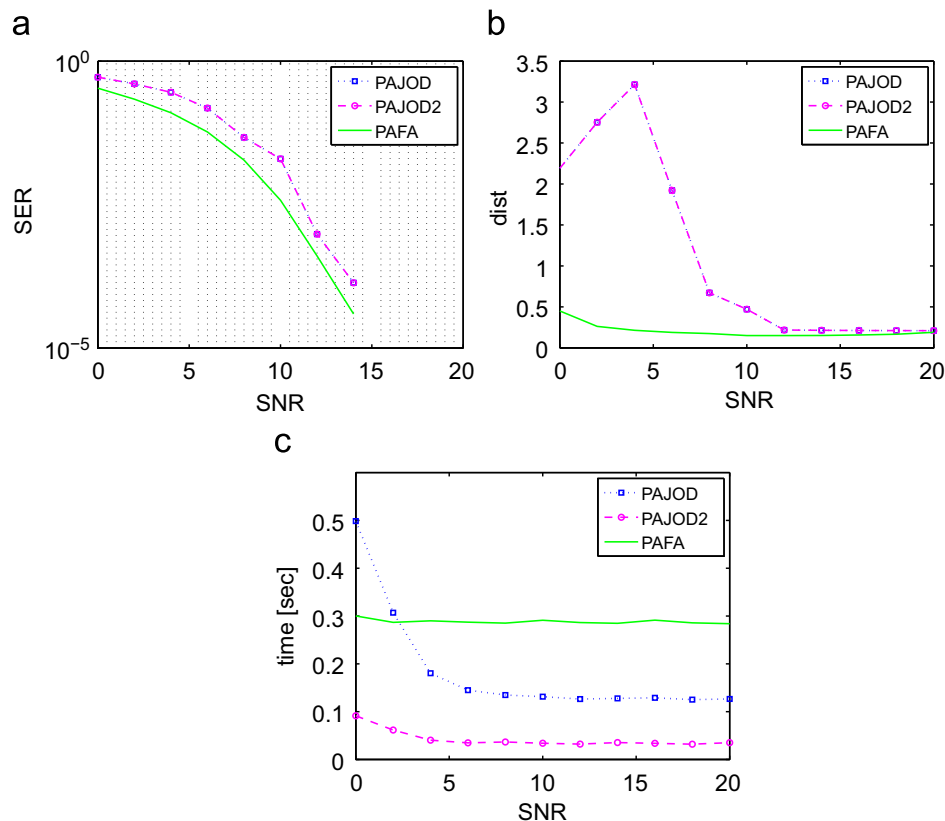 a
10^0
10^-5
SER
0 5 10 15 20
SNR
PAJOD
PAJOD2
PAFA
b
3.5
3
2.5
2
1.5
1
0.5
0
dist
0 5 10 15 20
SNR
PAJOD
PAJOD2
PAFA
c
0.5
0.4
0.3
0.2
0.1
0
time [sec]
0 5 10 15 20
SNR
PAJOD
PAJOD2
PAFA